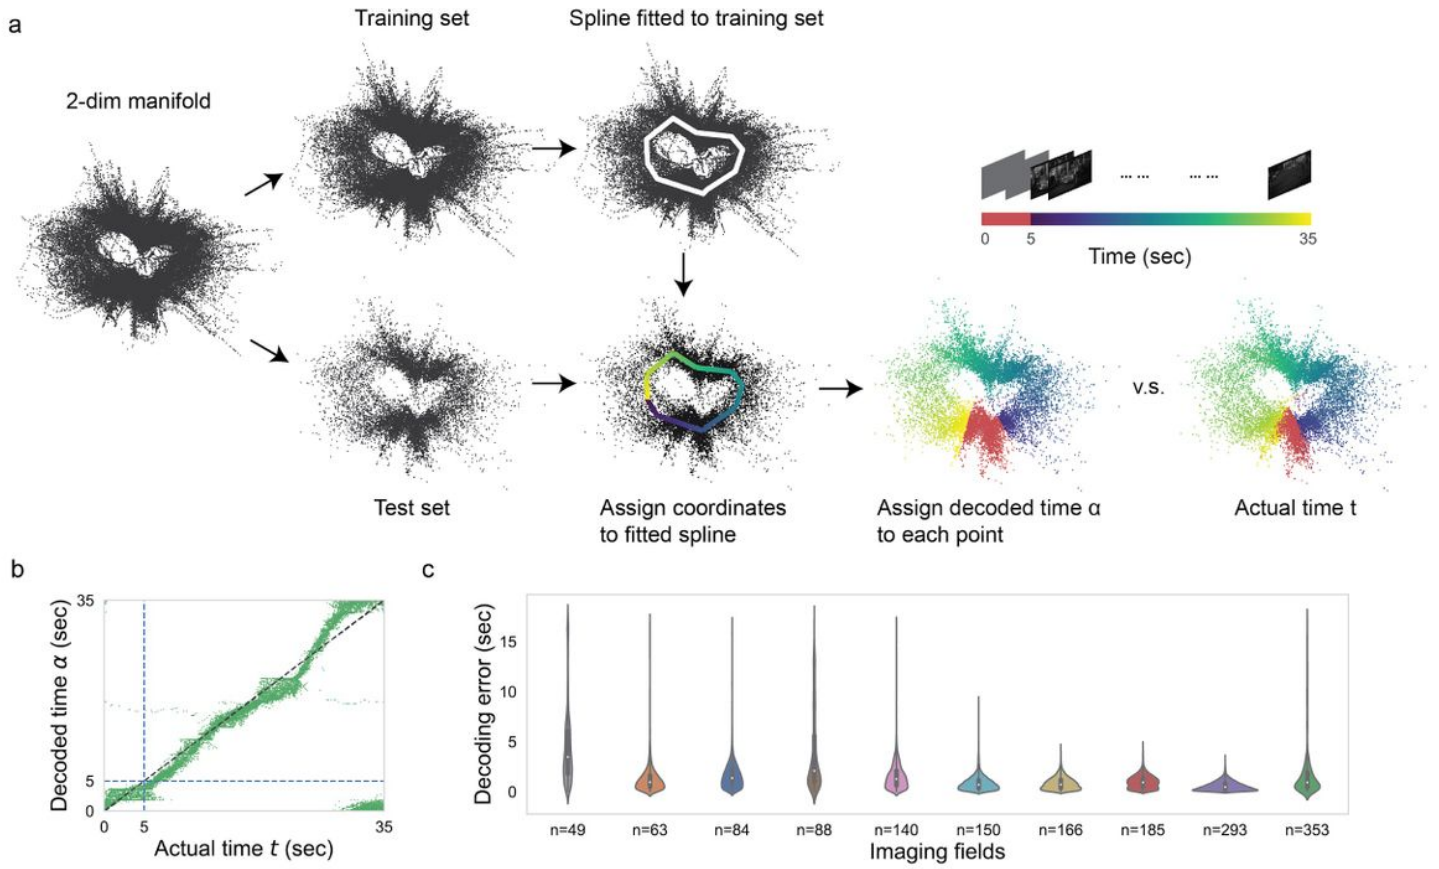 a
Training set
Spline fitted to training set
2-dim manifold
... ...
... ...
0 5 35
Time (sec)
v.s.
Test set
Assign coordinates
to fitted spline
Assign decoded time α
to each point
Actual time t
b
Decoded time α (sec)
35
5
0
0 5 35
Actual time t (sec)
c
Decoding error (sec)
15
10
5
0
n=49 n=63 n=84 n=88 n=140 n=150 n=166 n=185 n=293 n=353
Imaging fields